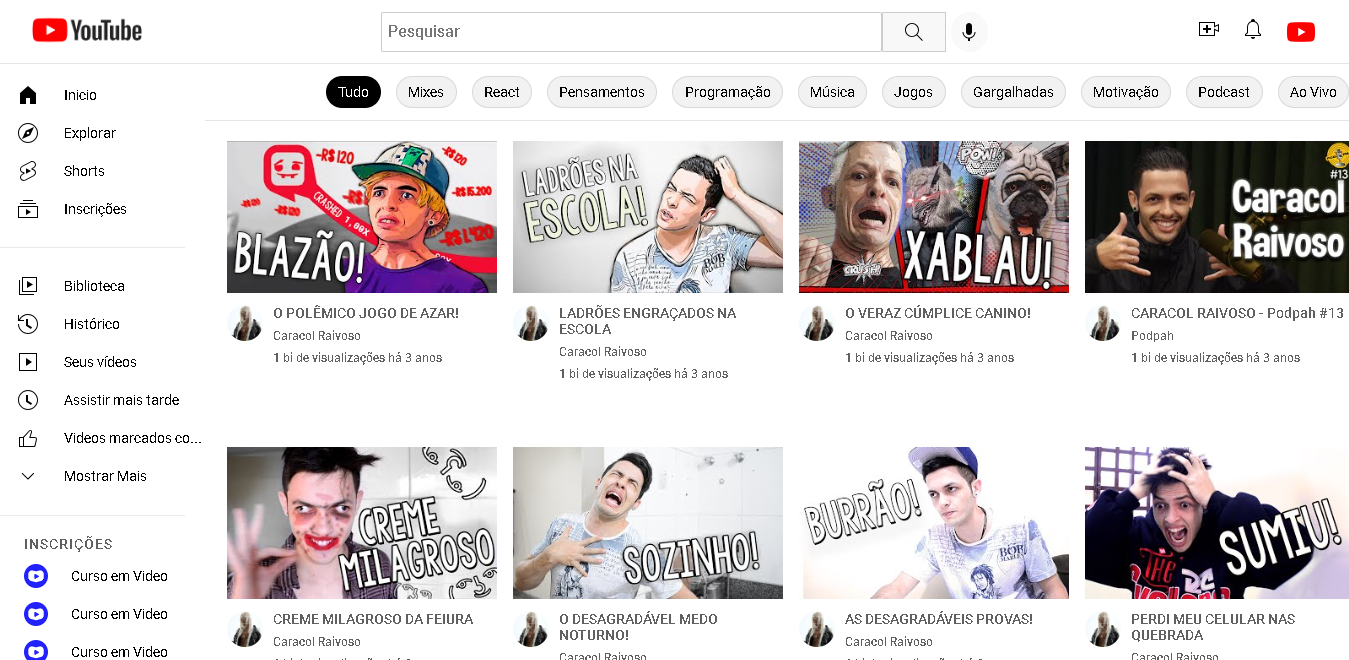 YouTube
Pesquisar
Tudo
Mixes
React
Pensamentos
Programação
Música
Jogos
Gargalhadas
Motivação
Podcast
Ao Vivo
Inicio
Explorar
Shorts
Inscrições
Biblioteca
Histórico
Seus vídeos
Assistir mais tarde
Videos marcados co...
Mostrar Mais
INSCRIÇÕES
Curso em Video
Curso em Video
Curso em Video
-R$120
-R$120
-R$120
-R$15.200
-R$1.420
CRASHED 1.00X
BLAZÃO!
O POLÊMICO JOGO DE AZAR!
Caracol Raivoso
1 bi de visualizações há 3 anos
LADRÕES NA
ESCOLA!
LADRÕES ENGRAÇADOS NA
ESCOLA
Caracol Raivoso
1 bi de visualizações há 3 anos
POW!
XABLAU!
O VERAZ CÚMPLICE CANINO!
Caracol Raivoso
1 bi de visualizações há 3 anos
#13
Caracol
Raivoso
CARACOL RAIVOSO - Podpah #13
Podpah
1 bi de visualizações há 3 anos
CREME
MILAGROSO
CREME MILAGROSO DA FEIURA
Caracol Raivoso
SOZINHO!
O DESAGRADÁVEL MEDO
NOTURNO!
Caracol Raivoso
BURRÃO!
AS DESAGRADÁVEIS PROVAS!
Caracol Raivoso
SUMIU!
PERDI MEU CELULAR NAS
QUEBRADA
Caracol Raivoso